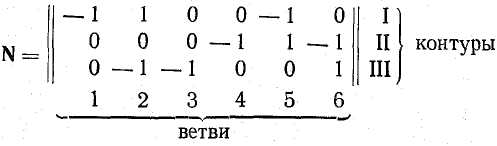 − 1 1 0 0 − 1 0 I
N = 0 0 0 − 1 1 − 1 II контуры
0 − 1 − 1 0 0 1 III
1 2 3 4 5 6
ветви